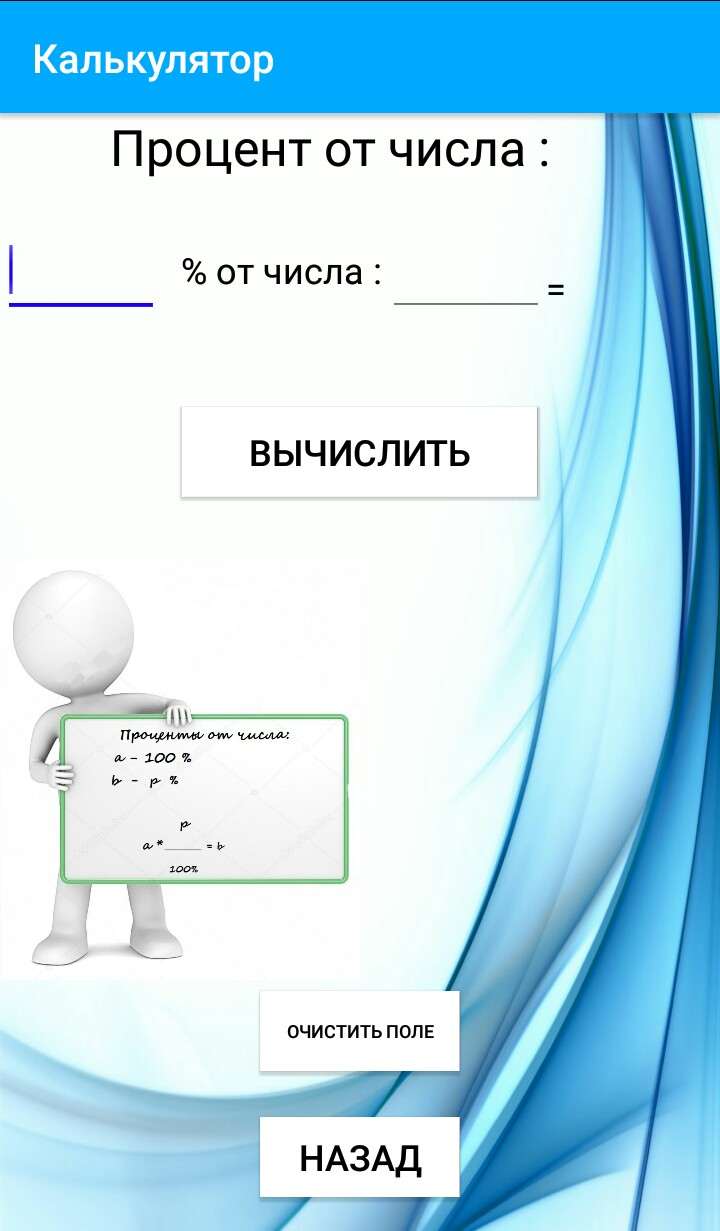 Калькулятор
Процент от числа :
% от числа : =
ВЫЧИСЛИТЬ
Проценты от числа:
a - 100 %
b - p %
p
a * ____ = b
100%
ОЧИСТИТЬ ПОЛЕ
НАЗАД